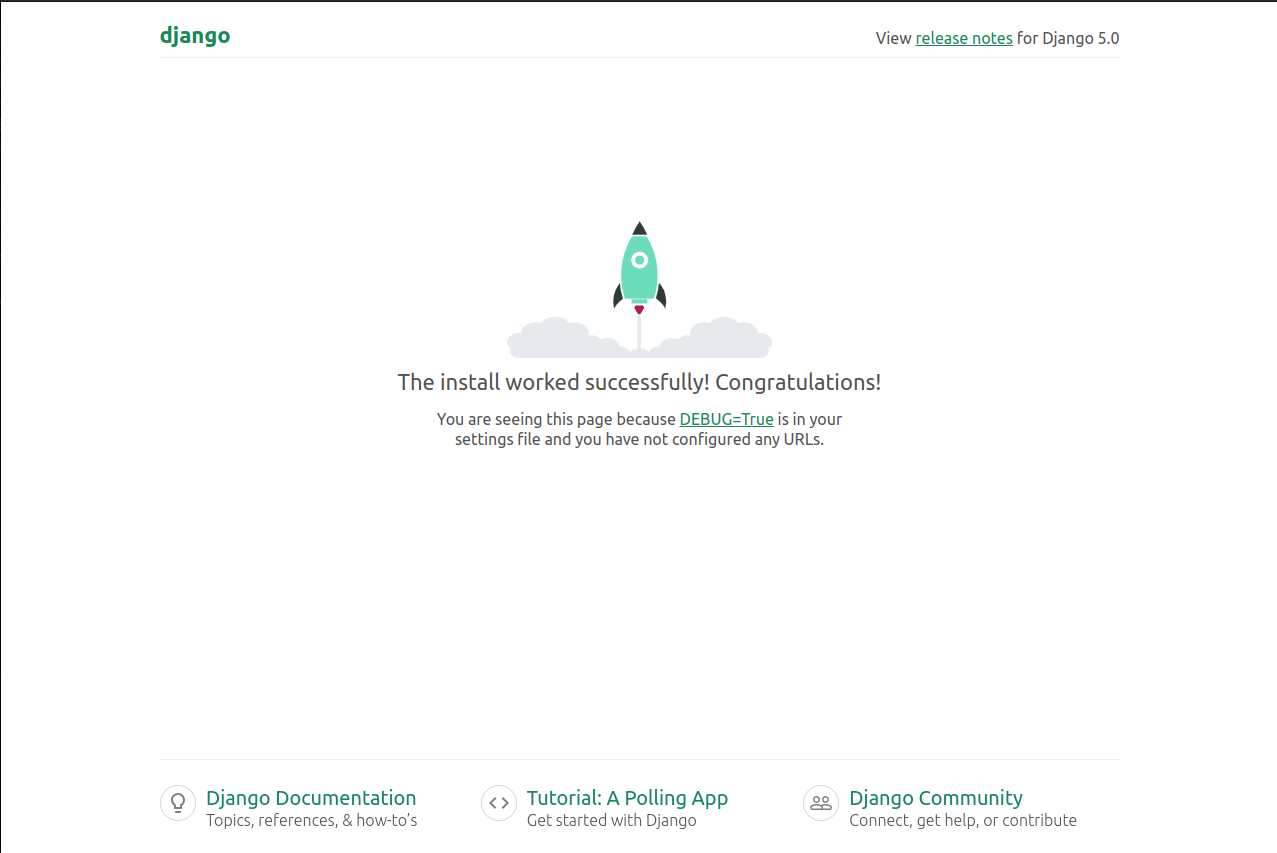 django
View release notes for Django 5.0
The install worked successfully! Congratulations!
You are seeing this page because DEBUG=True is in your
settings file and you have not configured any URLs.
Django Documentation
Topics, references, & how-to’s
Tutorial: A Polling App
Get started with Django
Django Community
Connect, get help, or contribute